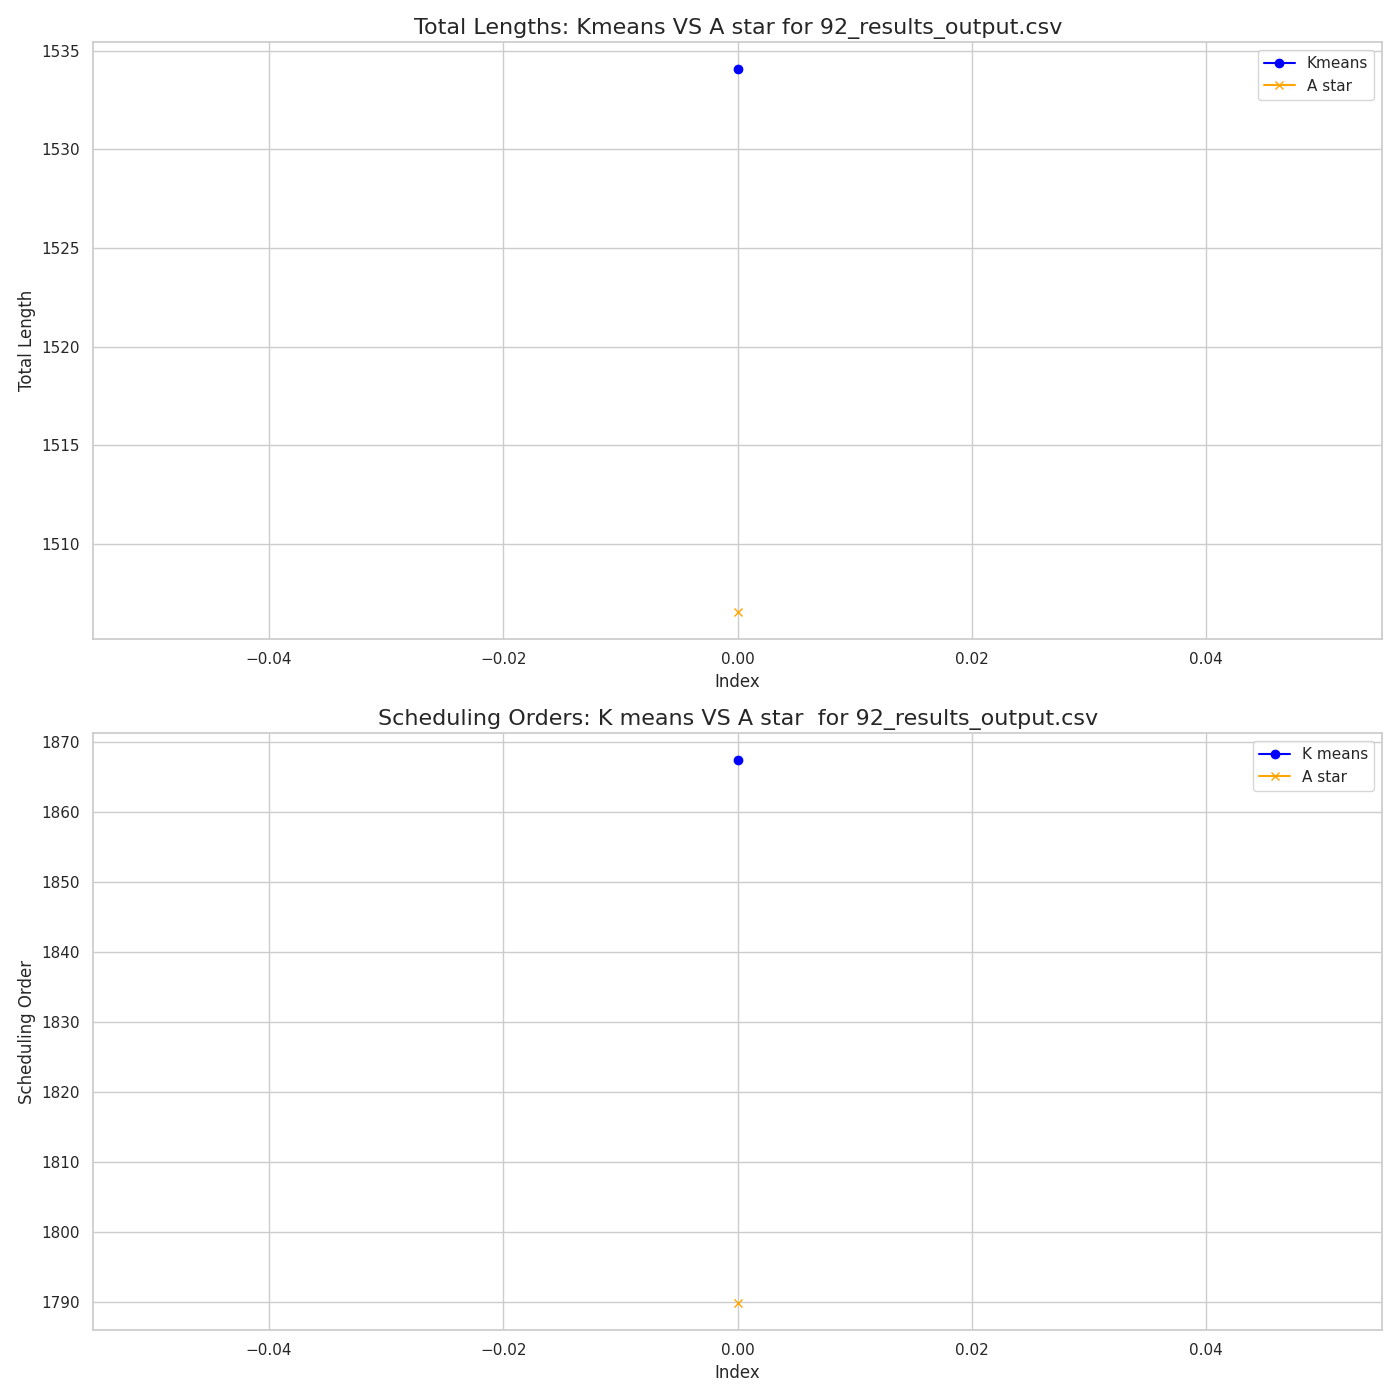 Total Lengths: Kmeans VS A star for 92_results_output.csv
1535
1530
1525
1520
1515
1510
Total Length
Kmeans
A star
−0.04
−0.02
0.00
0.02
0.04
Index
Scheduling Orders: K means VS A star  for 92_results_output.csv
1870
1860
1850
1840
1830
1820
1810
1800
1790
Scheduling Order
K means
A star
−0.04
−0.02
0.00
0.02
0.04
Index